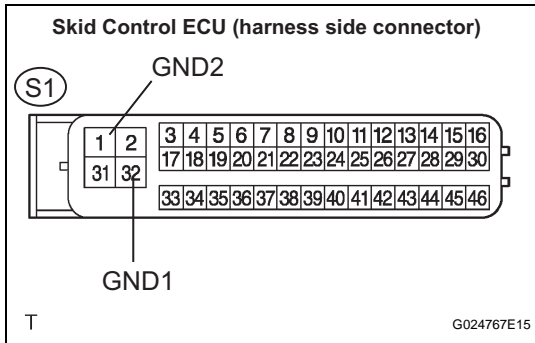 Skid Control ECU (harness side connector)
GND2
S1
1 2 3 4 5 6 7 8 9 10 11 12 13 14 15 16
17 18 19 20 21 22 23 24 25 26 27 28 29 30
31 32
33 34 35 36 37 38 39 40 41 42 43 44 45 46
GND1
T
G024767E15